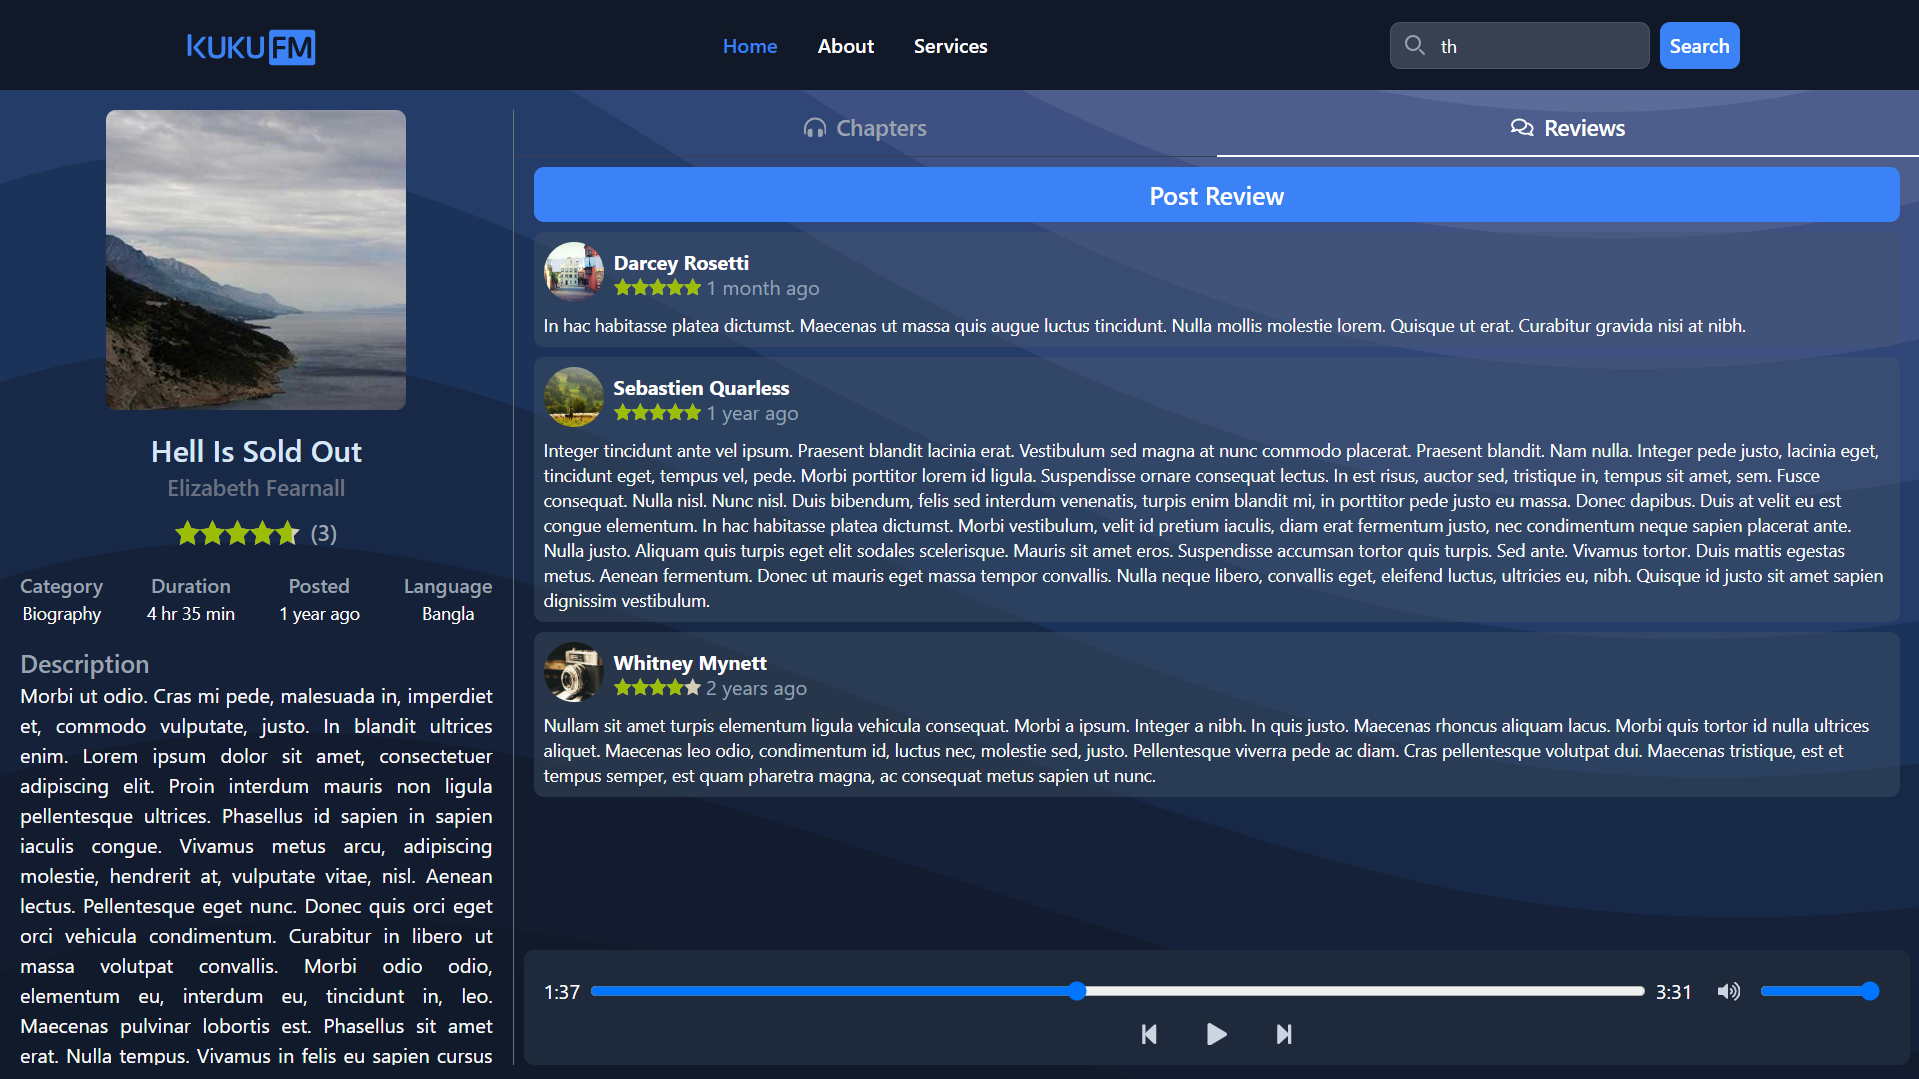 KUKU FM
Home
About
Services
th
Search
Hell Is Sold Out
Elizabeth Fearnall
(3)
Category
Duration
Posted
Language
Biography
4 hr 35 min
1 year ago
Bangla
Description
Morbi ut odio. Cras mi pede, malesuada in, imperdiet
et, commodo vulputate, justo. In blandit ultrices
enim. Lorem ipsum dolor sit amet, consectetuer
adipiscing elit. Proin interdum mauris non ligula
pellentesque ultrices. Phasellus id sapien in sapien
iaculis congue. Vivamus metus arcu, adipiscing
molestie, hendrerit at, vulputate vitae, nisl. Aenean
lectus. Pellentesque eget nunc. Donec quis orci eget
orci vehicula condimentum. Curabitur in libero ut
massa volutpat convallis. Morbi odio odio,
elementum eu, interdum eu, tincidunt in, leo.
Maecenas pulvinar lobortis est. Phasellus sit amet
erat. Nulla tempus. Vivamus in felis eu sapien cursus
Chapters
Reviews
Post Review
Darcey Rosetti
1 month ago
In hac habitasse platea dictumst. Maecenas ut massa quis augue luctus tincidunt. Nulla mollis molestie lorem. Quisque ut erat. Curabitur gravida nisi at nibh.
Sebastien Quarless
1 year ago
Integer tincidunt ante vel ipsum. Praesent blandit lacinia erat. Vestibulum sed magna at nunc commodo placerat. Praesent blandit. Nam nulla. Integer pede justo, lacinia eget,
tincidunt eget, tempus vel, pede. Morbi porttitor lorem id ligula. Suspendisse ornare consequat lectus. In est risus, auctor sed, tristique in, tempus sit amet, sem. Fusce
consequat. Nulla nisl. Nunc nisl. Duis bibendum, felis sed interdum venenatis, turpis enim blandit mi, in porttitor pede justo eu massa. Donec dapibus. Duis at velit eu est
congue elementum. In hac habitasse platea dictumst. Morbi vestibulum, velit id pretium iaculis, diam erat fermentum justo, nec condimentum neque sapien placerat ante.
Nulla justo. Aliquam quis turpis eget elit sodales scelerisque. Mauris sit amet eros. Suspendisse accumsan tortor quis turpis. Sed ante. Vivamus tortor. Duis mattis egestas
metus. Aenean fermentum. Donec ut mauris eget massa tempor convallis. Nulla neque libero, convallis eget, eleifend luctus, ultricies eu, nibh. Quisque id justo sit amet sapien
dignissim vestibulum.
Whitney Mynett
2 years ago
Nullam sit amet turpis elementum ligula vehicula consequat. Morbi a ipsum. Integer a nibh. In quis justo. Maecenas rhoncus aliquam lacus. Morbi quis tortor id nulla ultrices
aliquet. Maecenas leo odio, condimentum id, luctus nec, molestie sed, justo. Pellentesque viverra pede ac diam. Cras pellentesque volutpat dui. Maecenas tristique, est et
tempus semper, est quam pharetra magna, ac consequat metus sapien ut nunc.
1:37
3:31